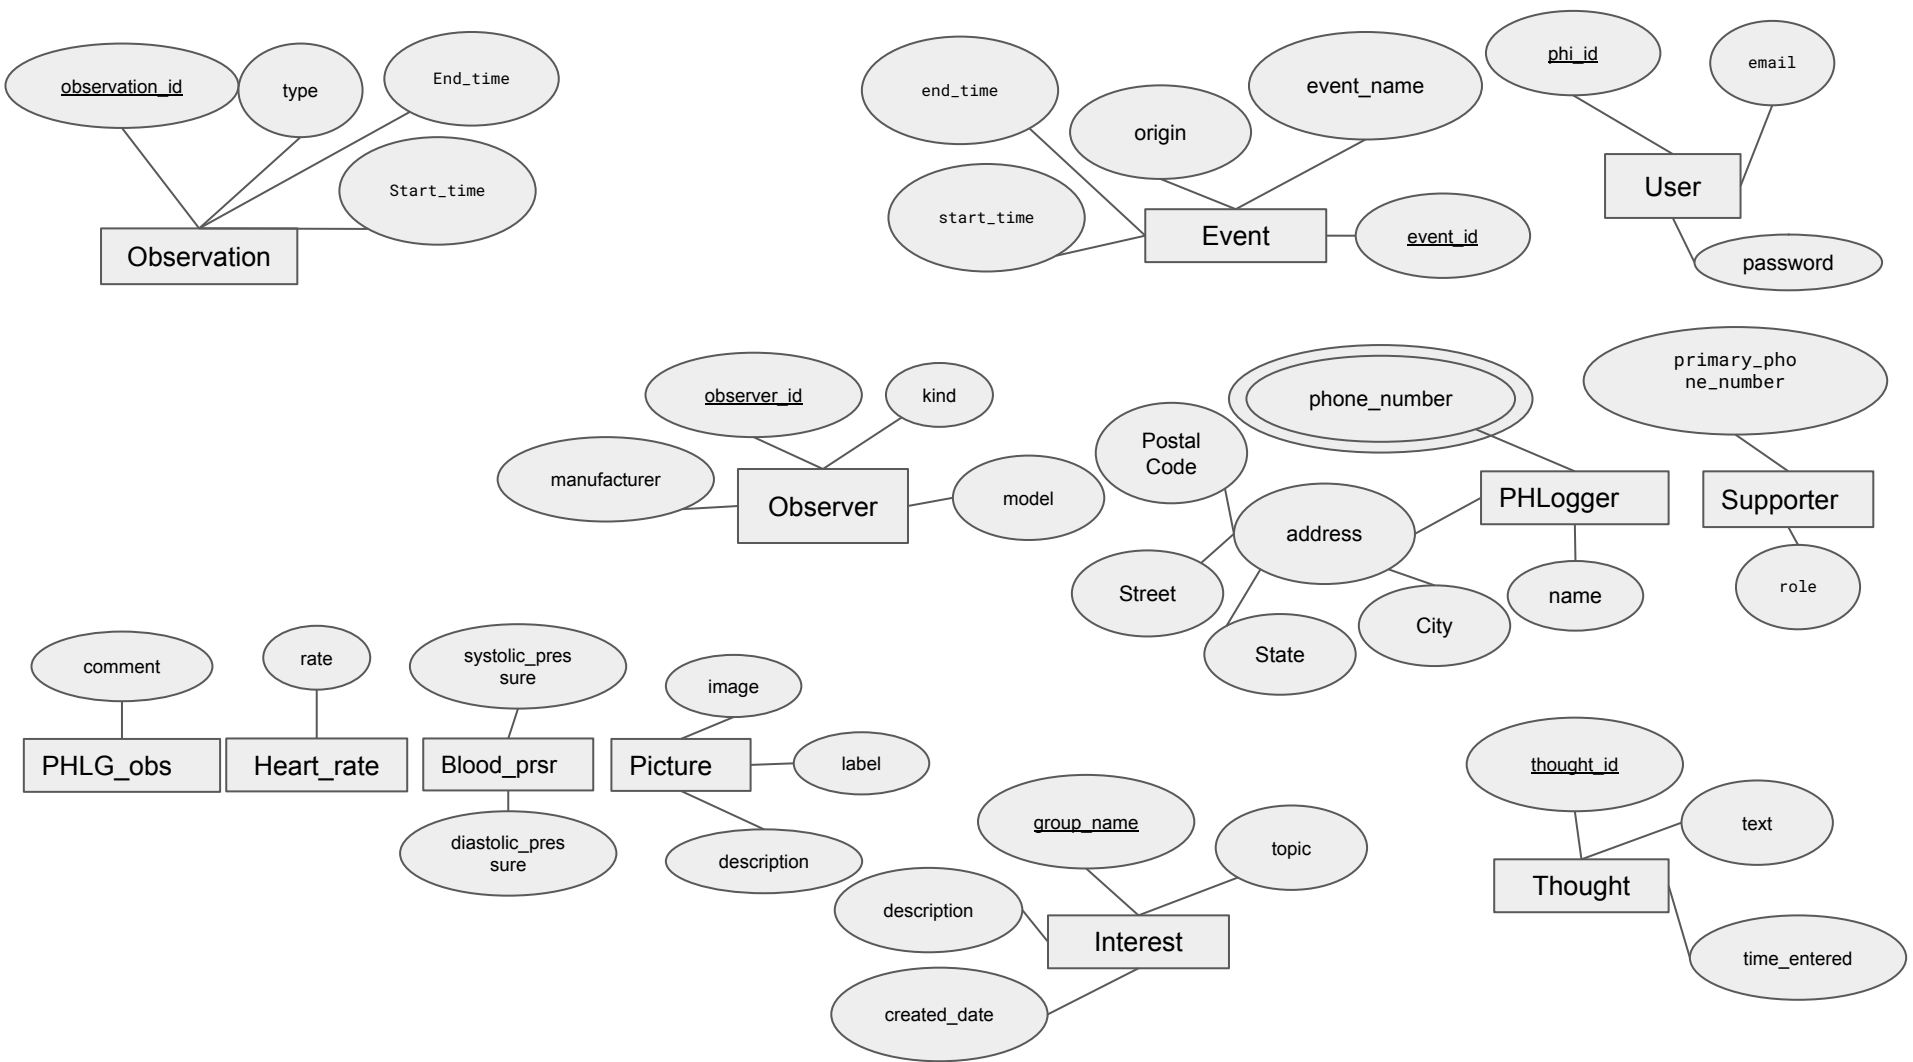 observation_id
type
End_time
Start_time
Observation
end_time
origin
event_name
start_time
Event
event_id
phi_id
email
User
password
observer_id
kind
manufacturer
Observer
model
phone_number
Postal
Code
address
Street
State
City
PHLogger
name
primary_pho
ne_number
Supporter
role
comment
PHLG_obs
rate
Heart_rate
systolic_pres
sure
Blood_prsr
diastolic_pres
sure
image
Picture
label
description
group_name
topic
description
Interest
created_date
thought_id
text
Thought
time_entered